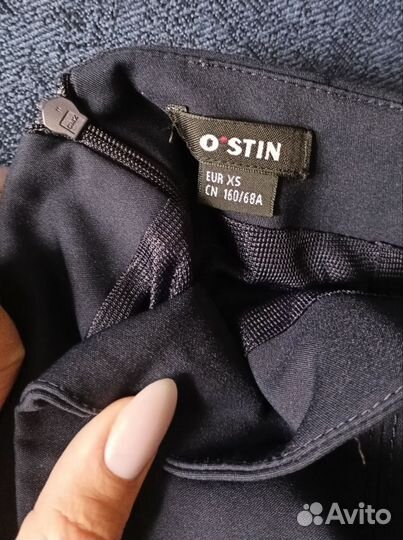 O'STIN
EUR XS
CN 160/68A
Avito